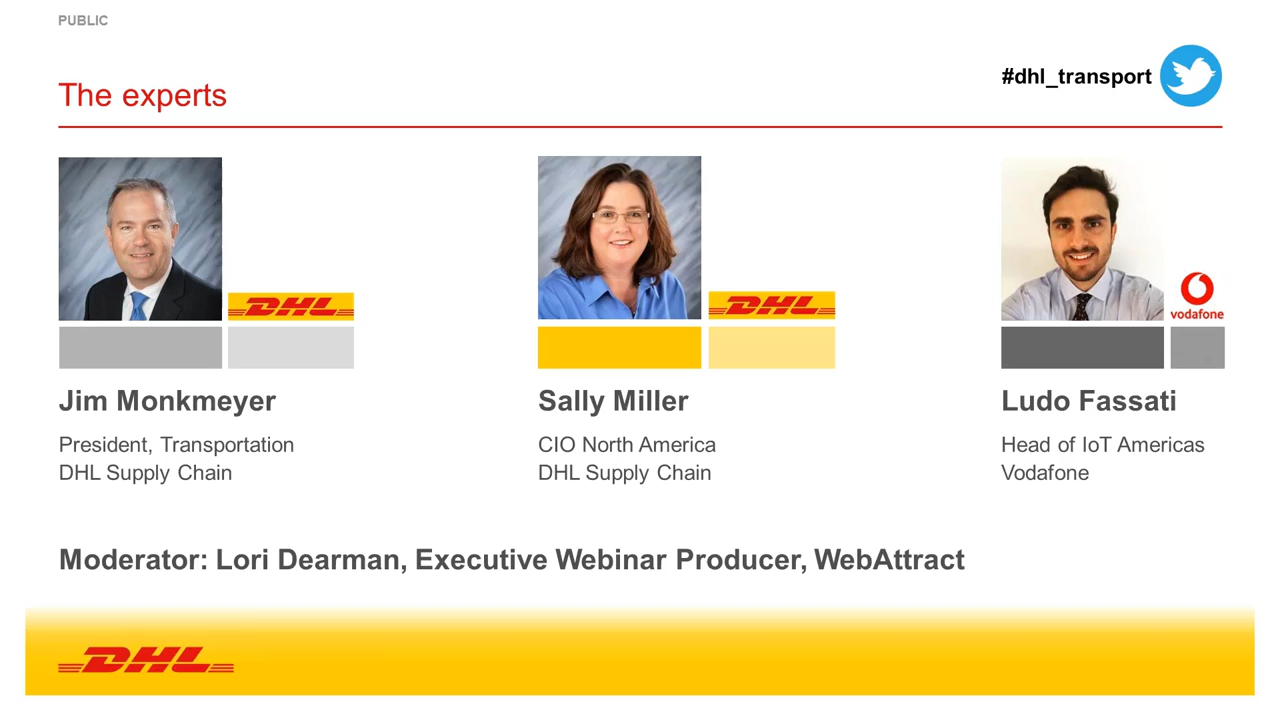 PUBLIC
#dhl_transport
The experts
DHL
DHL
vodafone
Jim Monkmeyer
Sally Miller
Ludo Fassati
President, Transportation
DHL Supply Chain
CIO North America
DHL Supply Chain
Head of IoT Americas
Vodafone
Moderator: Lori Dearman, Executive Webinar Producer, WebAttract
DHL